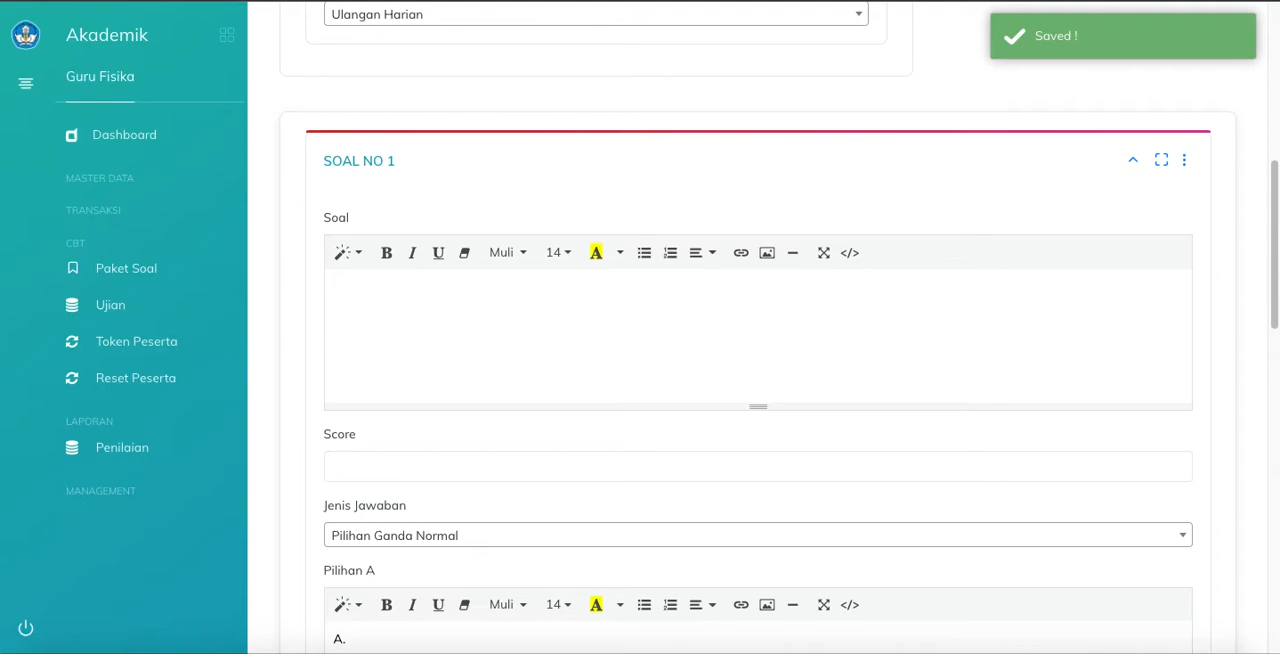 Akademik
Guru Fisika
Dashboard
MASTER DATA
TRANSAKSI
CBT
Paket Soal
Ujian
Token Peserta
Reset Peserta
LAPORAN
Penilaian
MANAGEMENT
Ulangan Harian
Saved !
SOAL NO 1
Soal
B I U Muli 14 A </>
Score
Jenis Jawaban
Pilihan Ganda Normal
Pilihan A
B I U Muli 14 A </>
A.